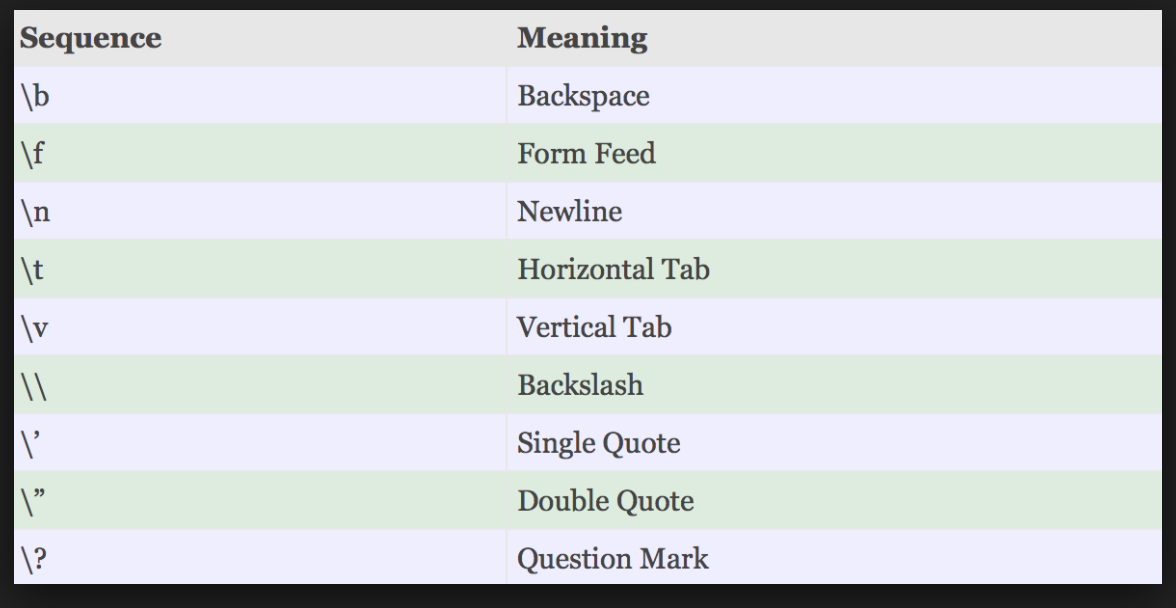 Sequence Meaning
\b Backspace
\f Form Feed
\n Newline
\t Horizontal Tab
\v Vertical Tab
\\ Backslash
\’ Single Quote
\” Double Quote
\? Question Mark